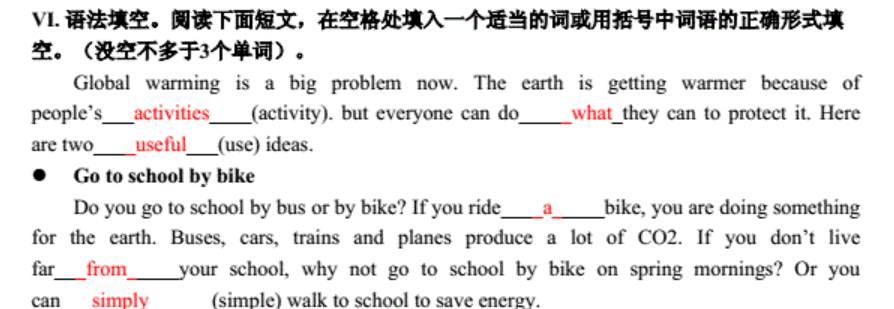 VI. 语法填空。阅读下面短文，在空格处填入一个适当的词或用括号中词语的正确形式填
空。（没空不多于3个单词）。
Global warming is a big problem now. The earth is getting warmer because of
people's___activities____(activity). but everyone can do_____what_they can to protect it. Here
are two____useful___(use) ideas.
● Go to school by bike
Do you go to school by bus or by bike? If you ride____a_____bike, you are doing something
for the earth. Buses, cars, trains and planes produce a lot of CO2. If you don't live
far___from_____your school, why not go to school by bike on spring mornings? Or you
can simply (simple) walk to school to save energy.